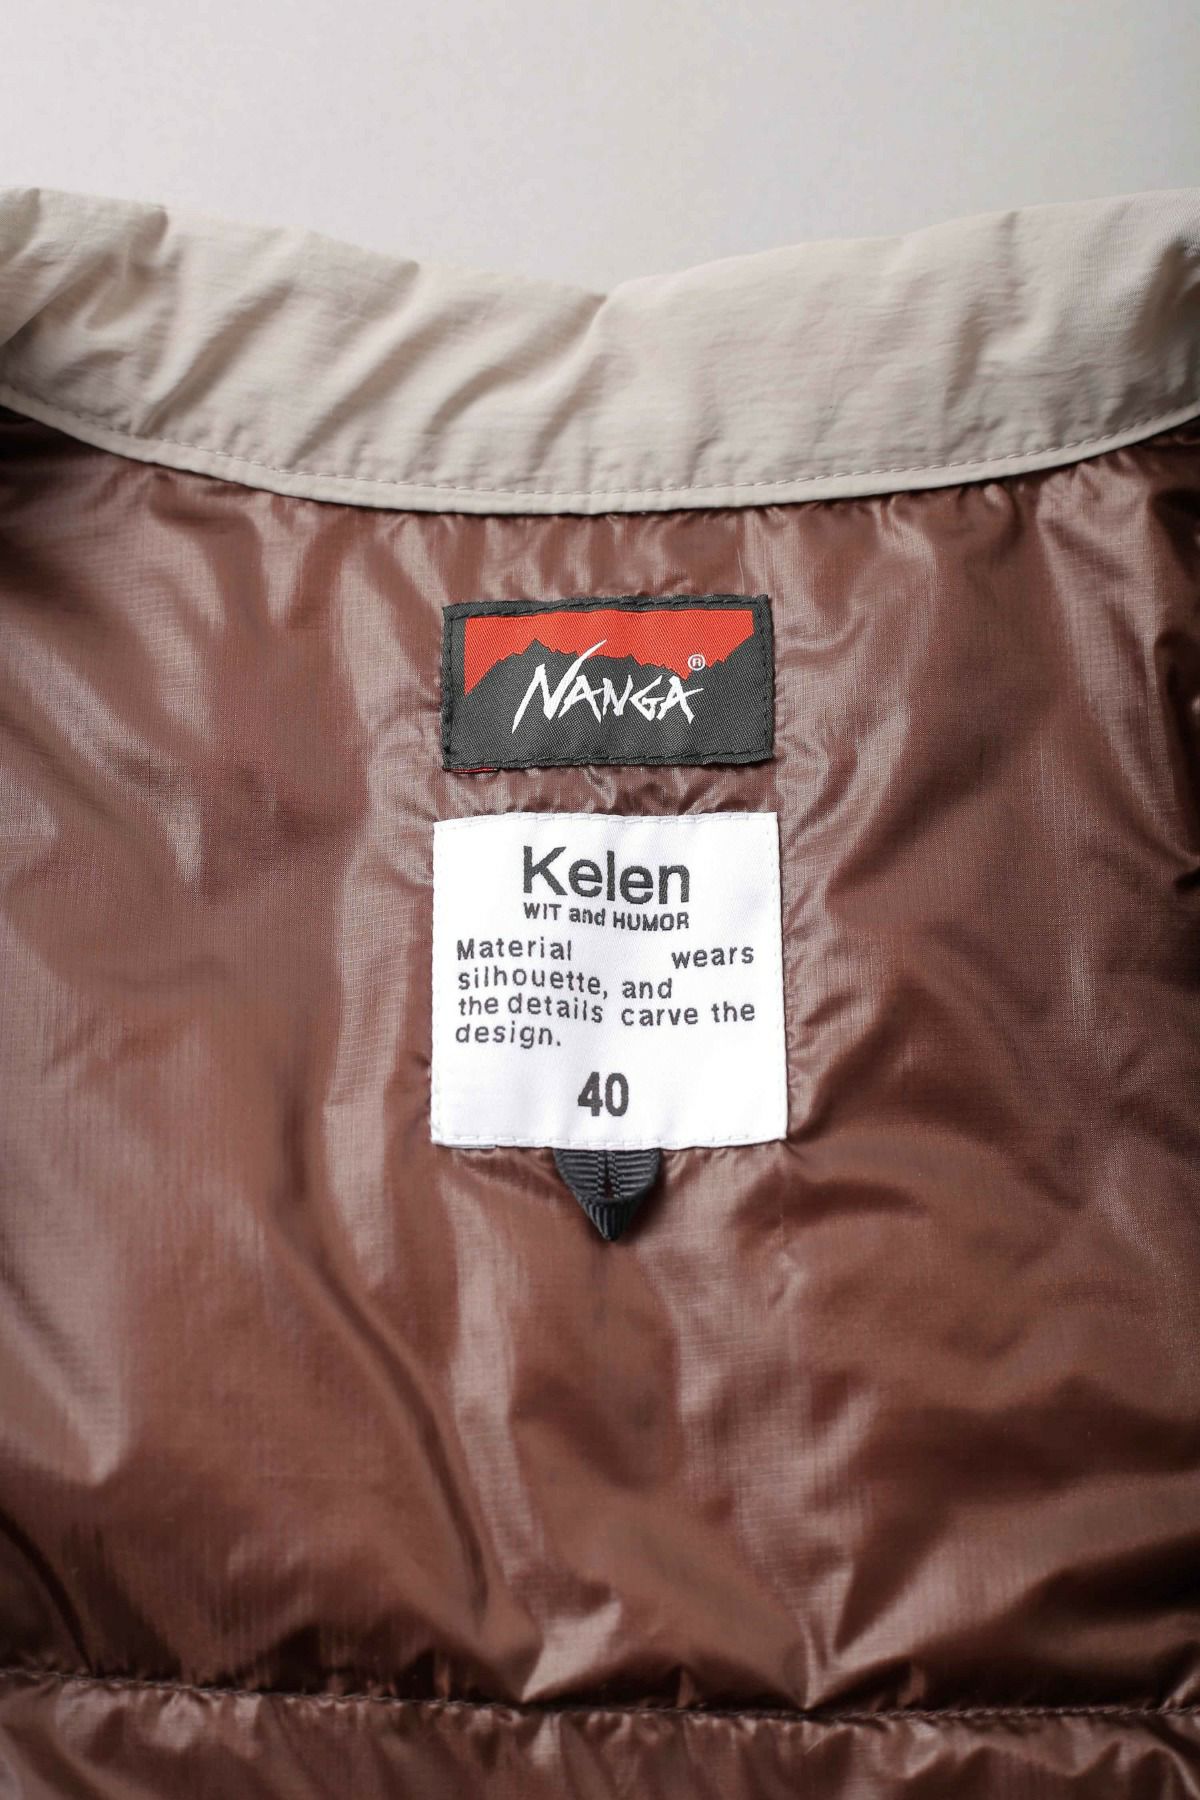 NANGA®
Kelen
WIT and HUMOR
Material wears
silhouette, and
the details carve the
design.
40